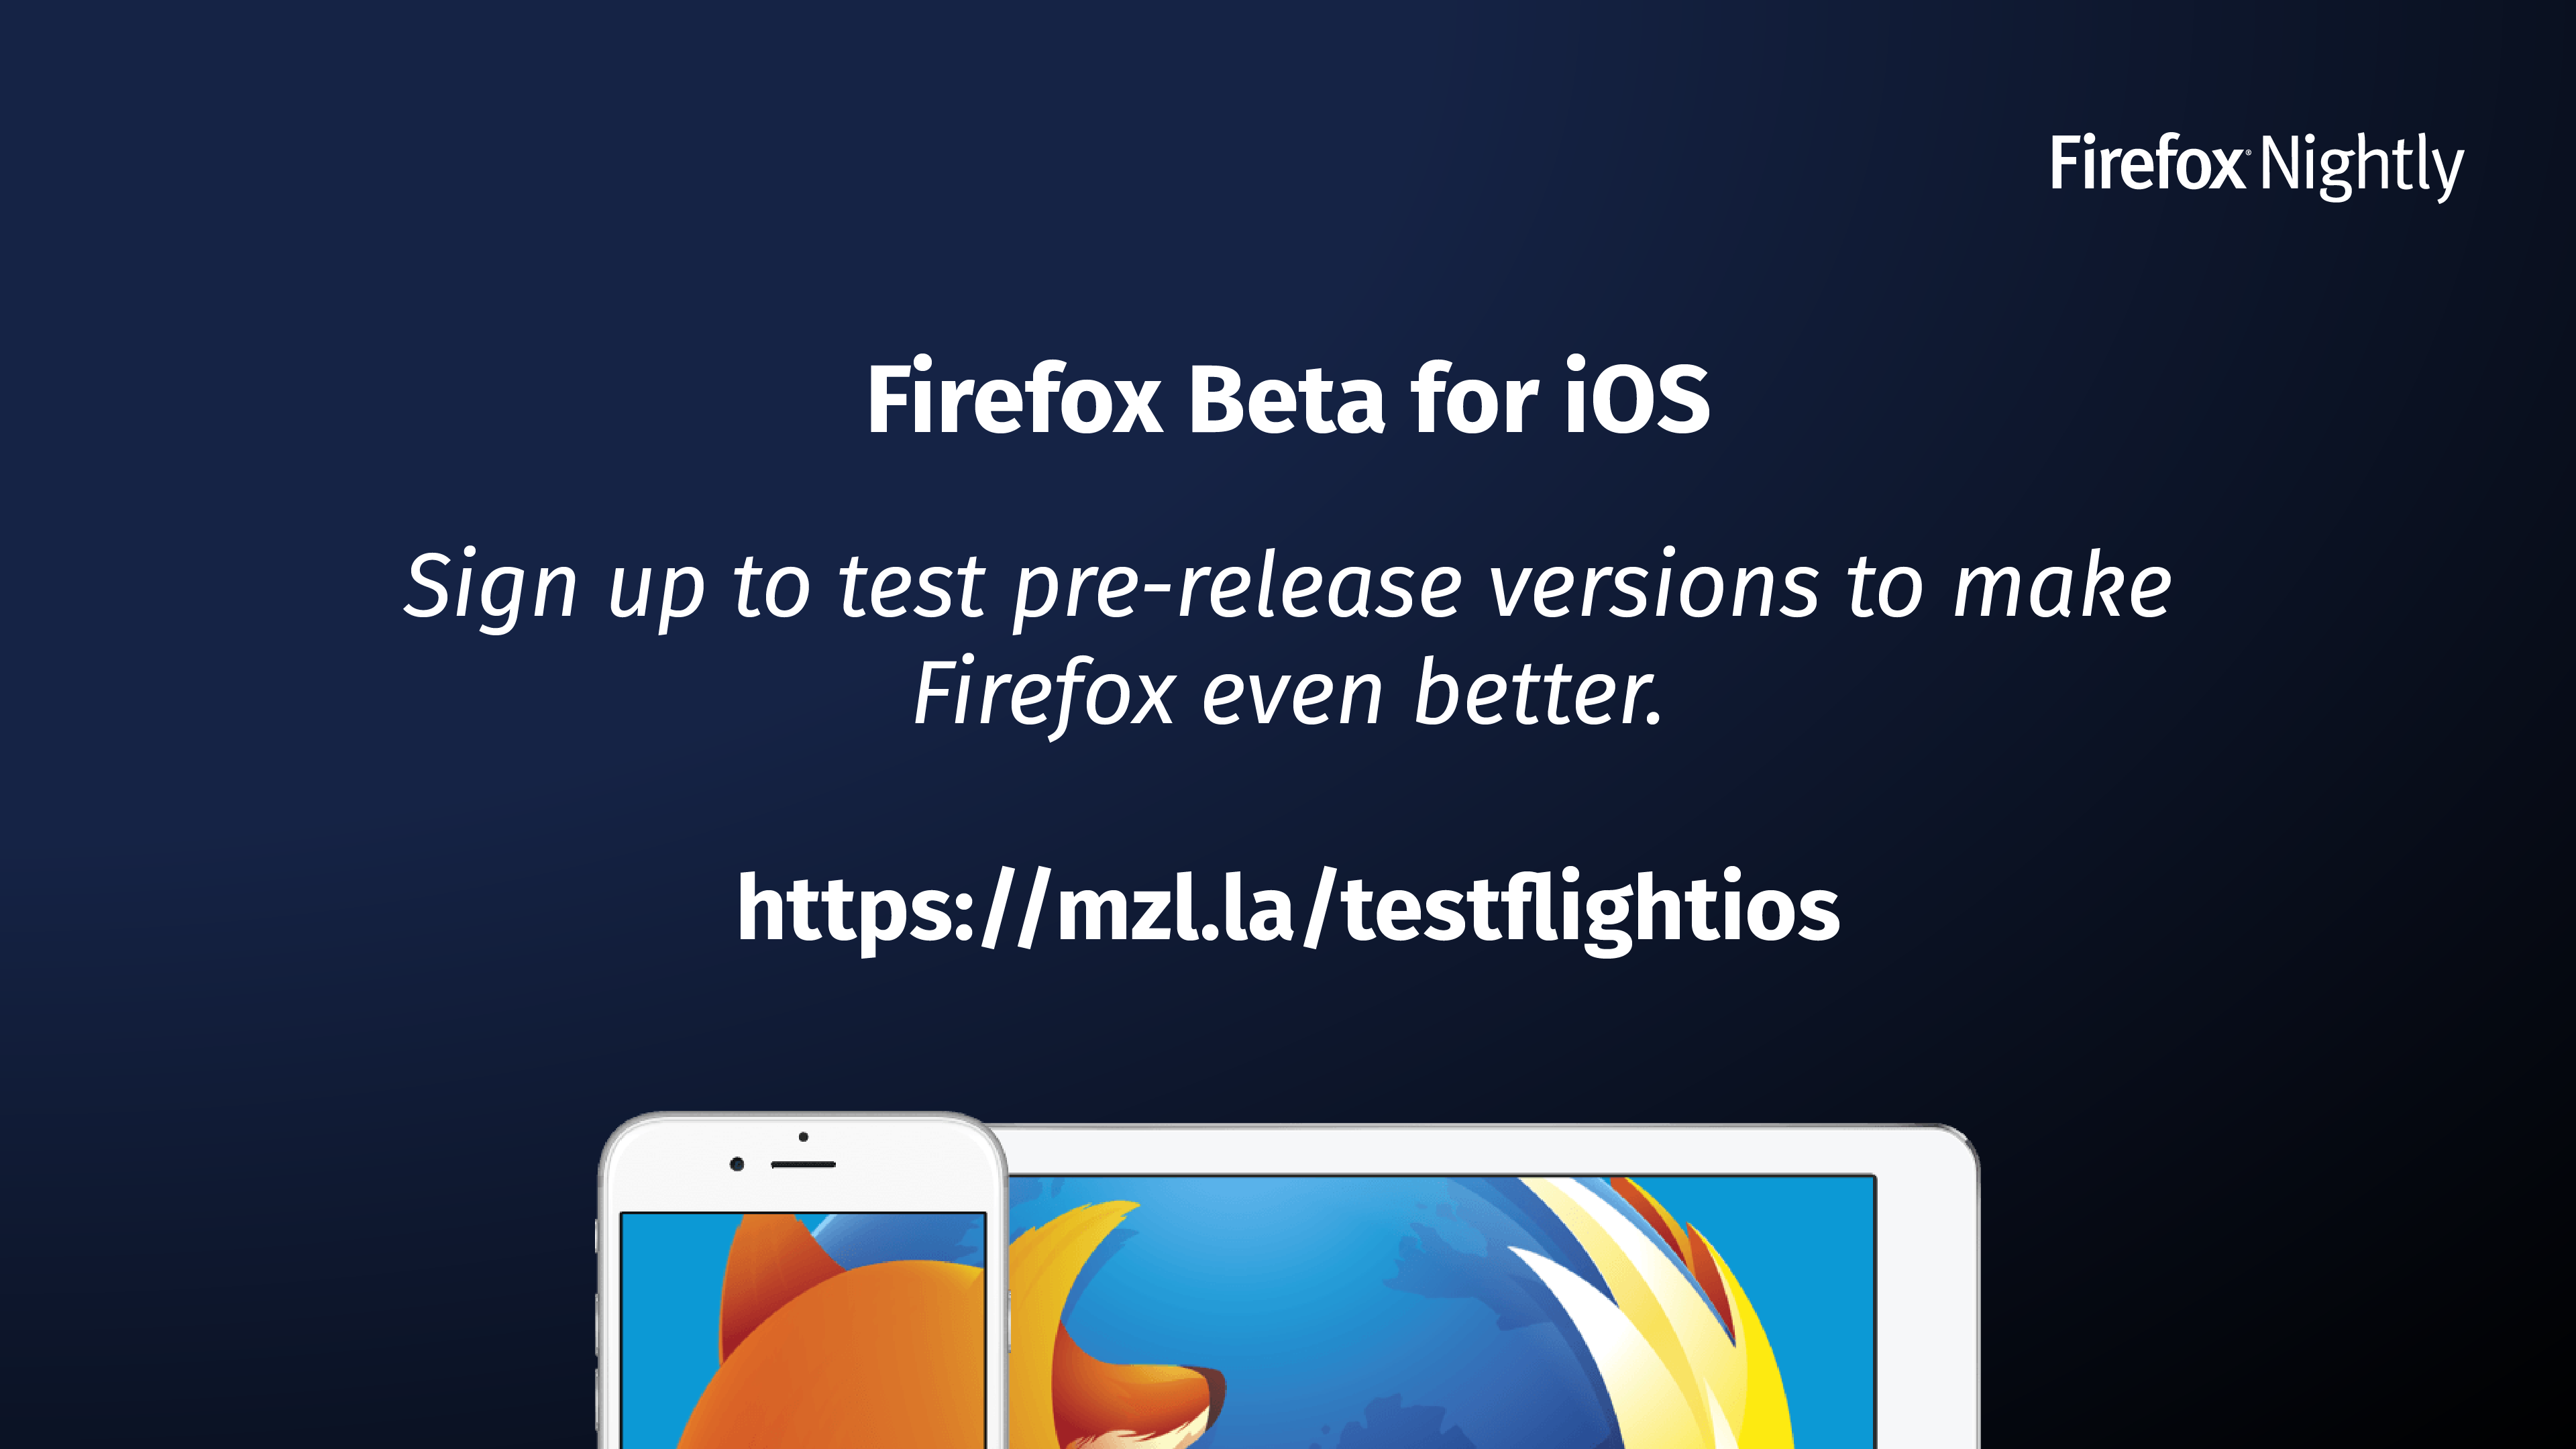 Firefox® Nightly
Firefox Beta for iOS
Sign up to test pre-release versions to make
Firefox even better.
https://mzl.la/testflightios